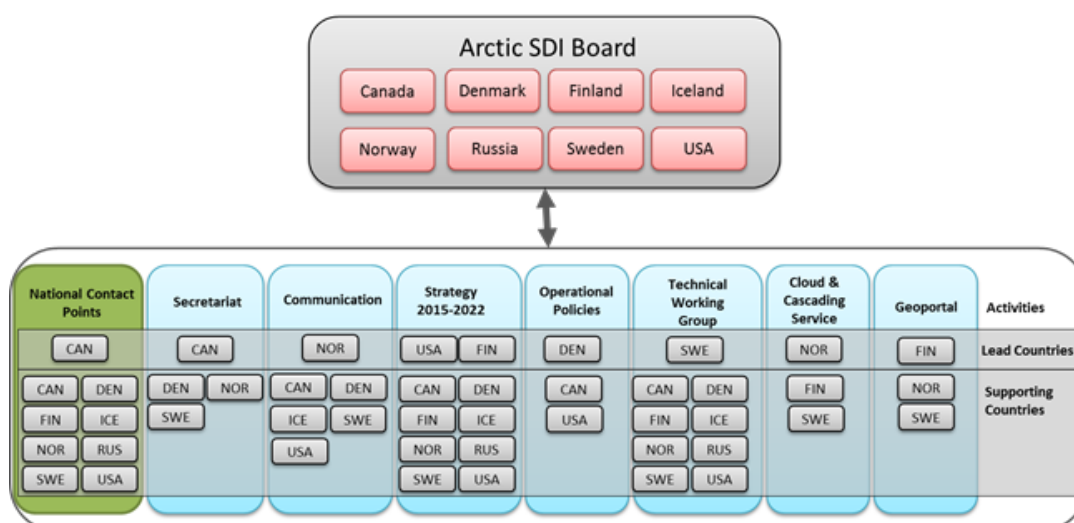 Arctic SDI Board
Canada Denmark Finland Iceland
Norway Russia Sweden USA
National Contact Points
Secretariat
Communication
Strategy 2015-2022
Operational Policies
Technical Working Group
Cloud & Cascading Service
Geoportal
Activities
CAN CAN NOR USA FIN DEN SWE NOR FIN Lead Countries
CAN DEN DEN NOR CAN DEN CAN DEN CAN CAN DEN FIN NOR Supporting Countries
FIN ICE SWE ICE SWE FIN ICE USA FIN ICE SWE SWE
NOR RUS USA NOR RUS NOR RUS
SWE USA SWE USA SWE USA